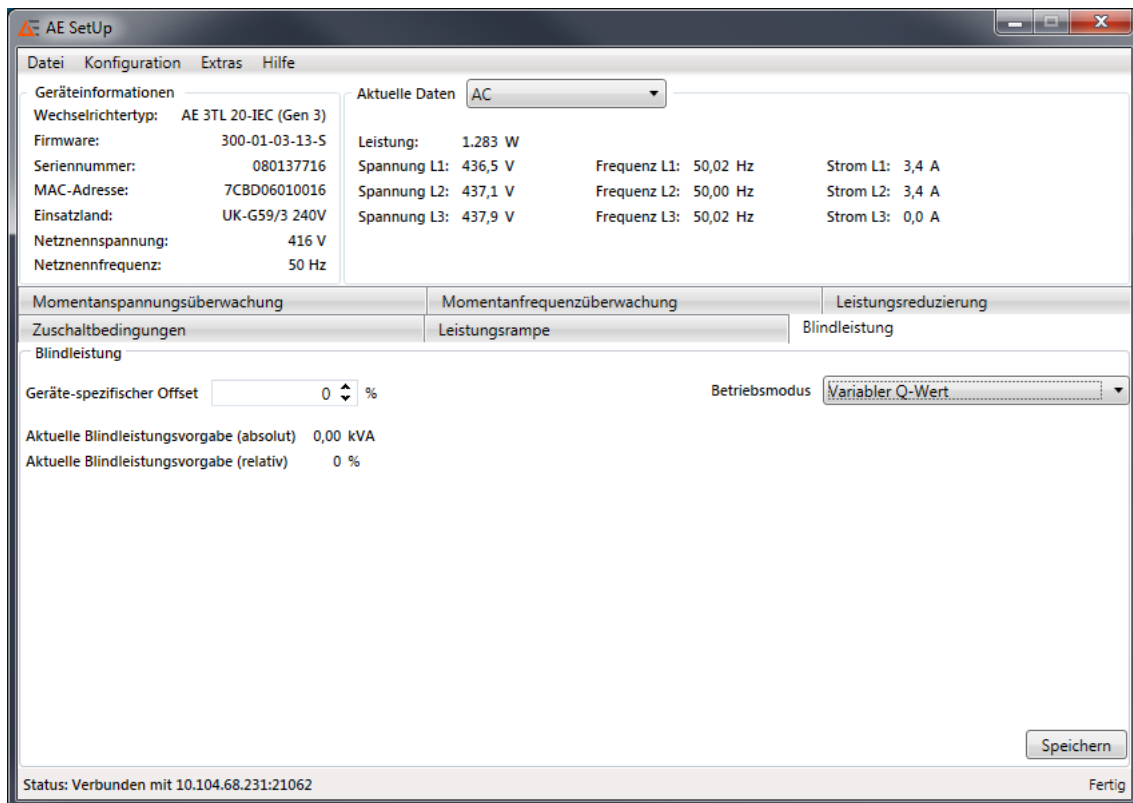 AE SetUp
Datei Konfiguration Extras Hilfe
Geräteinformationen
Wechselrichtertyp: AE 3TL 20-IEC (Gen 3)
Firmware: 300-01-03-13-S
Seriennummer: 080137716
MAC-Adresse: 7CBD06010016
Einsatzland: UK-G59/3 240V
Netznennspannung: 416 V
Netznennfrequenz: 50 Hz
Aktuelle Daten AC
Leistung: 1.283 W
Spannung L1: 436,5 V Frequenz L1: 50,02 Hz Strom L1: 3,4 A
Spannung L2: 437,1 V Frequenz L2: 50,00 Hz Strom L2: 3,4 A
Spannung L3: 437,9 V Frequenz L3: 50,02 Hz Strom L3: 0,0 A
Momentanspannungsüberwachung Momentanfrequenzüberwachung Leistungsreduzierung
Zuschaltbedingungen Leistungsrampe Blindleistung
Blindleistung
Geräte-spezifischer Offset 0 % Betriebsmodus Variabler Q-Wert
Aktuelle Blindleistungsvorgabe (absolut) 0,00 kVA
Aktuelle Blindleistungsvorgabe (relativ) 0 %
Speichern
Status: Verbunden mit 10.104.68.231:21062 Fertig